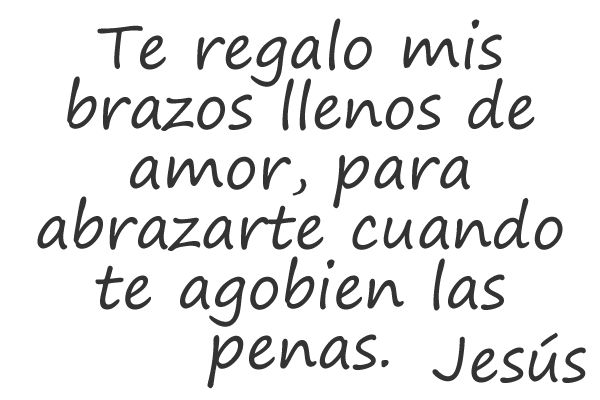 Te regalo mis
brazos llenos de
amor, para
abrazarte cuando
te agobien las
penas.
Jesús